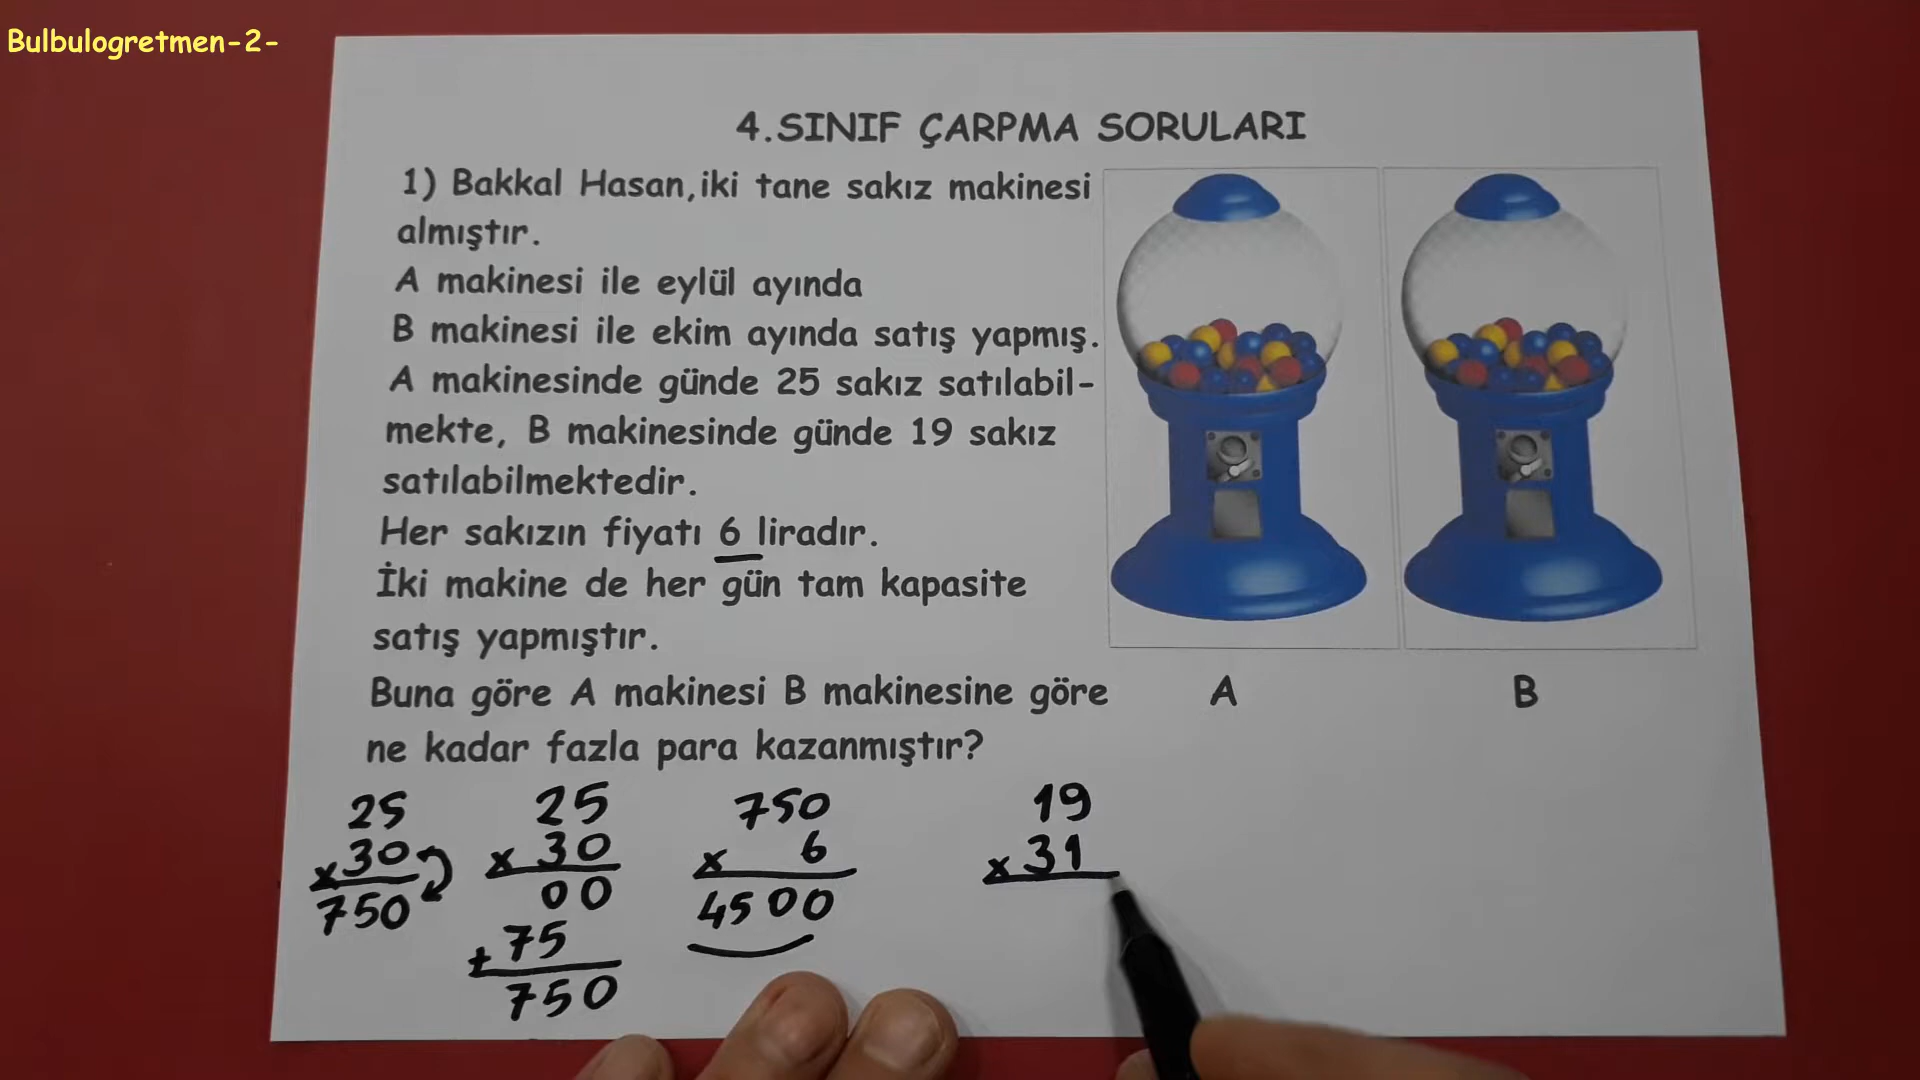 Bulbulogretmen-2-
4.SINIF ÇARPMA SORULARI
1) Bakkal Hasan,iki tane sakız makinesi
almıştır.
A makinesi ile eylül ayında
B makinesi ile ekim ayında satış yapmış.
A makinesinde günde 25 sakız satılabil-
mekte, B makinesinde günde 19 sakız
satılabilmektedir.
Her sakızın fiyatı 6 liradır.
İki makine de her gün tam kapasite
satış yapmıştır.
Buna göre A makinesi B makinesine göre
ne kadar fazla para kazanmıştır?
A
B
25
x30
750
25
x 30
00
+75
750
750
x 6
4500
19
x 31